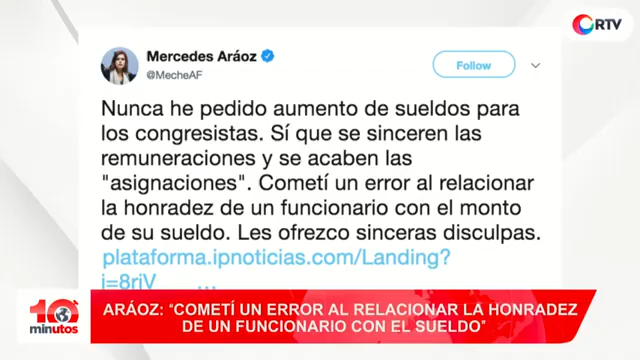 RTV
Mercedes Aráoz
@MecheAF
Follow
Nunca he pedido aumento de sueldos para
los congresistas. Sí que se sinceren las
remuneraciones y se acaben las
"asignaciones". Cometí un error al relacionar
la honradez de un funcionario con el monto
de su sueldo. Les ofrezco sinceras disculpas.
plataforma.ipnoticias.com/Landing?
...
10
minutos
ARÁOZ: “COMETÍ UN ERROR AL RELACIONAR LA HONRADEZ
DE UN FUNCIONARIO CON EL SUELDO”